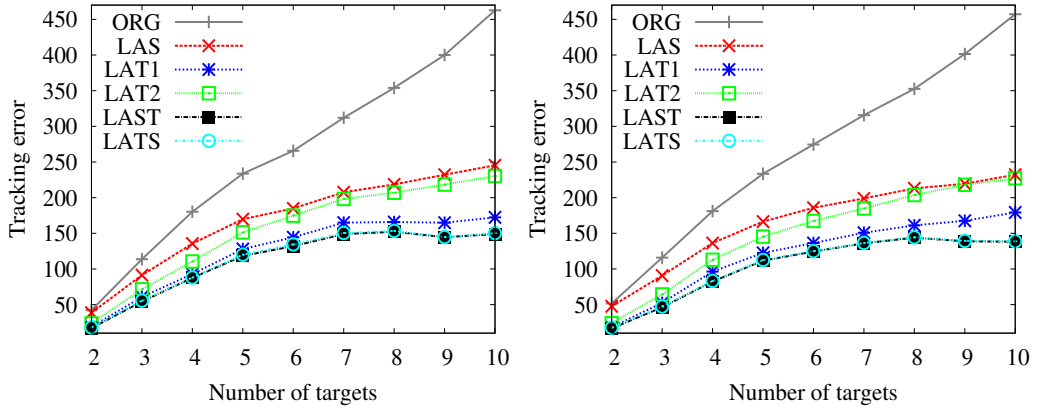 450
400
350
300
250
200
150
100
50
Tracking error
ORG
LAS
LAT1
LAT2
LAST
LATS
2 3 4 5 6 7 8 9 10
Number of targets
450
400
350
300
250
200
150
100
50
Tracking error
ORG
LAS
LAT1
LAT2
LAST
LATS
2 3 4 5 6 7 8 9 10
Number of targets